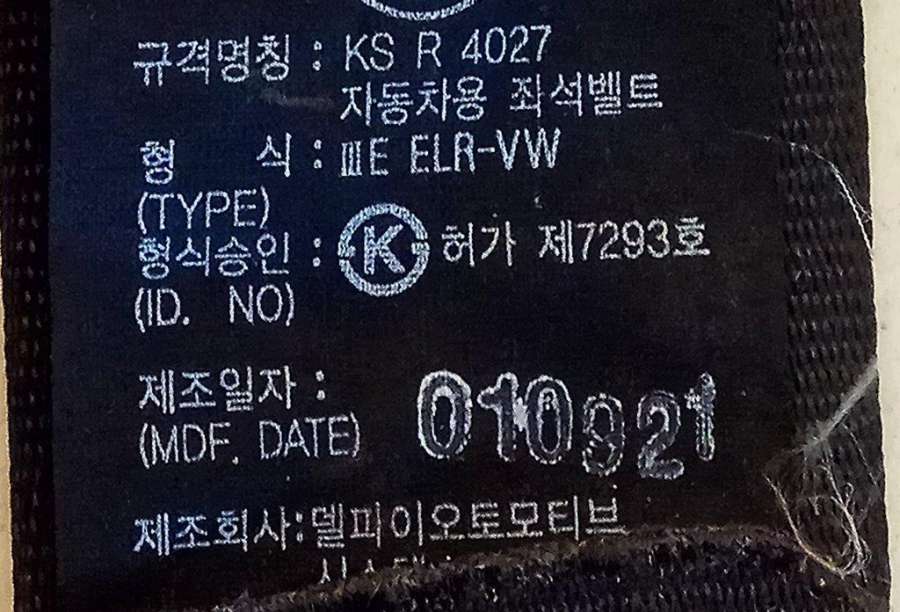 규격명칭 : KS R 4027
자동차용 좌석벨트
형 식 : ⅢE ELR-VW
(TYPE)
형식승인 : K 허가 제7293호
(ID. NO)
제조일자 :
(MDF. DATE) 010921
제조회사:델파이오토모티브